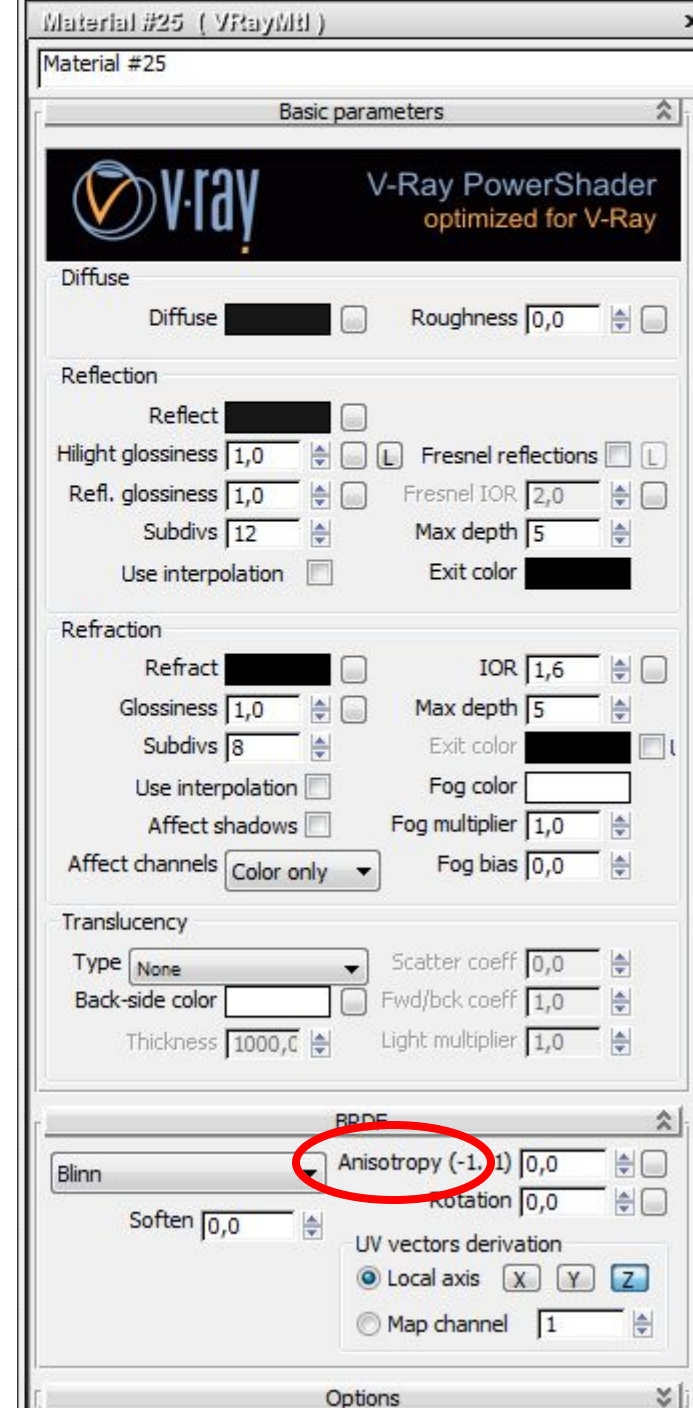 Material #25 ( VRayMtl )
Material #25
Basic parameters
v·ray
V-Ray PowerShader
optimized for V-Ray
Diffuse
Diffuse Roughness 0,0
Reflection
Reflect
Hilight glossiness 1,0 L Fresnel reflections L
Refl. glossiness 1,0 Fresnel IOR 2,0
Subdivs 12 Max depth 5
Use interpolation Exit color
Refraction
Refract IOR 1,6
Glossiness 1,0 Max depth 5
Subdivs 8 Exit color
Use interpolation Fog color
Affect shadows Fog multiplier 1,0
Affect channels Color only Fog bias 0,0
Translucency
Type None Scatter coeff 0,0
Back-side color Fwd/bck coeff 1,0
Thickness 1000,0 Light multiplier 1,0
BRDF
Blinn Anisotropy (-1..1) 0,0
Rotation 0,0
Soften 0,0
UV vectors derivation
Local axis X Y Z
Map channel 1
Options